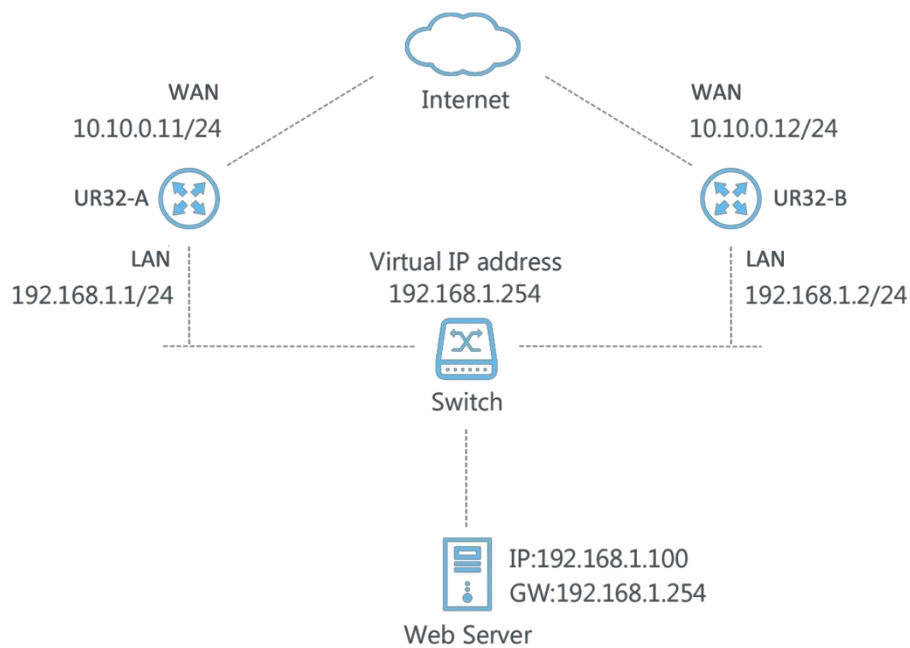 Internet
WAN
10.10.0.11/24
WAN
10.10.0.12/24
UR32-A
UR32-B
LAN
192.168.1.1/24
Virtual IP address
192.168.1.254
LAN
192.168.1.2/24
Switch
IP:192.168.1.100
GW:192.168.1.254
Web Server